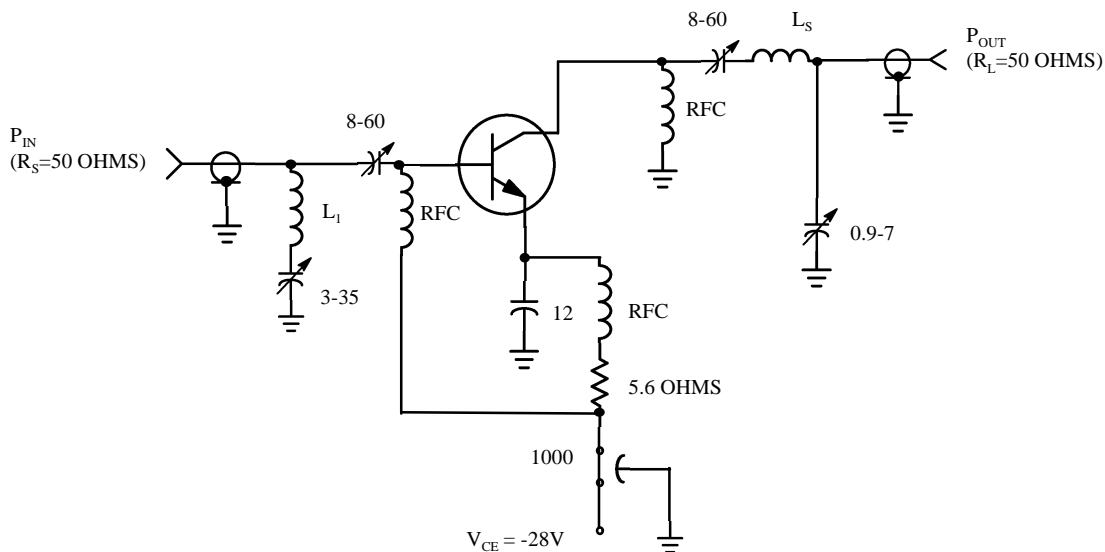 8-60
L_S
P_OUT
(R_L=50 OHMS)
RFC
8-60
P_IN
(R_S=50 OHMS)
L_1
RFC
0.9-7
3-35
12
RFC
5.6 OHMS
1000
V_CE = -28V